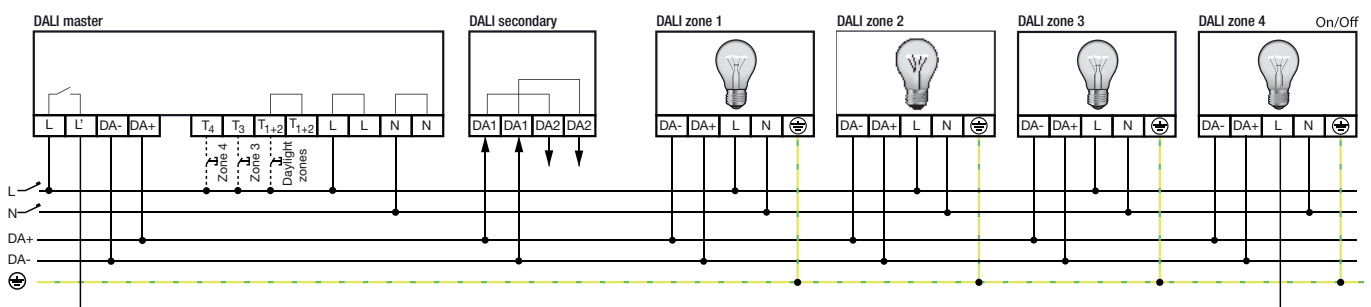 DALI master DALI secondary DALI zone 1 DALI zone 2 DALI zone 3 DALI zone 4 On/Off
L L' DA- DA+ T4 T3 T1+2 T1+2 L L N N DA1 DA1 DA2 DA2 DA- DA+ L N DA- DA+ L N DA- DA+ L N DA- DA+ L N
Zone 4
Zone 3
Daylight
zones
L
N
DA+
DA-